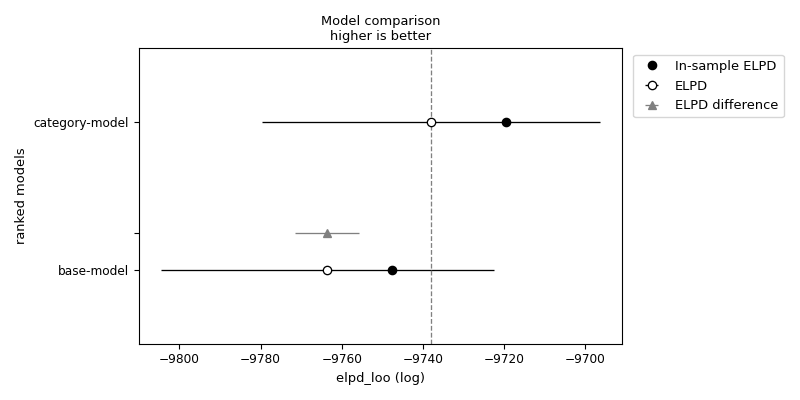 Model comparison
higher is better
In-sample ELPD
ELPD
ELPD difference
category-model
base-model
ranked models
−9800
−9780
−9760
−9740
−9720
−9700
elpd_loo (log)